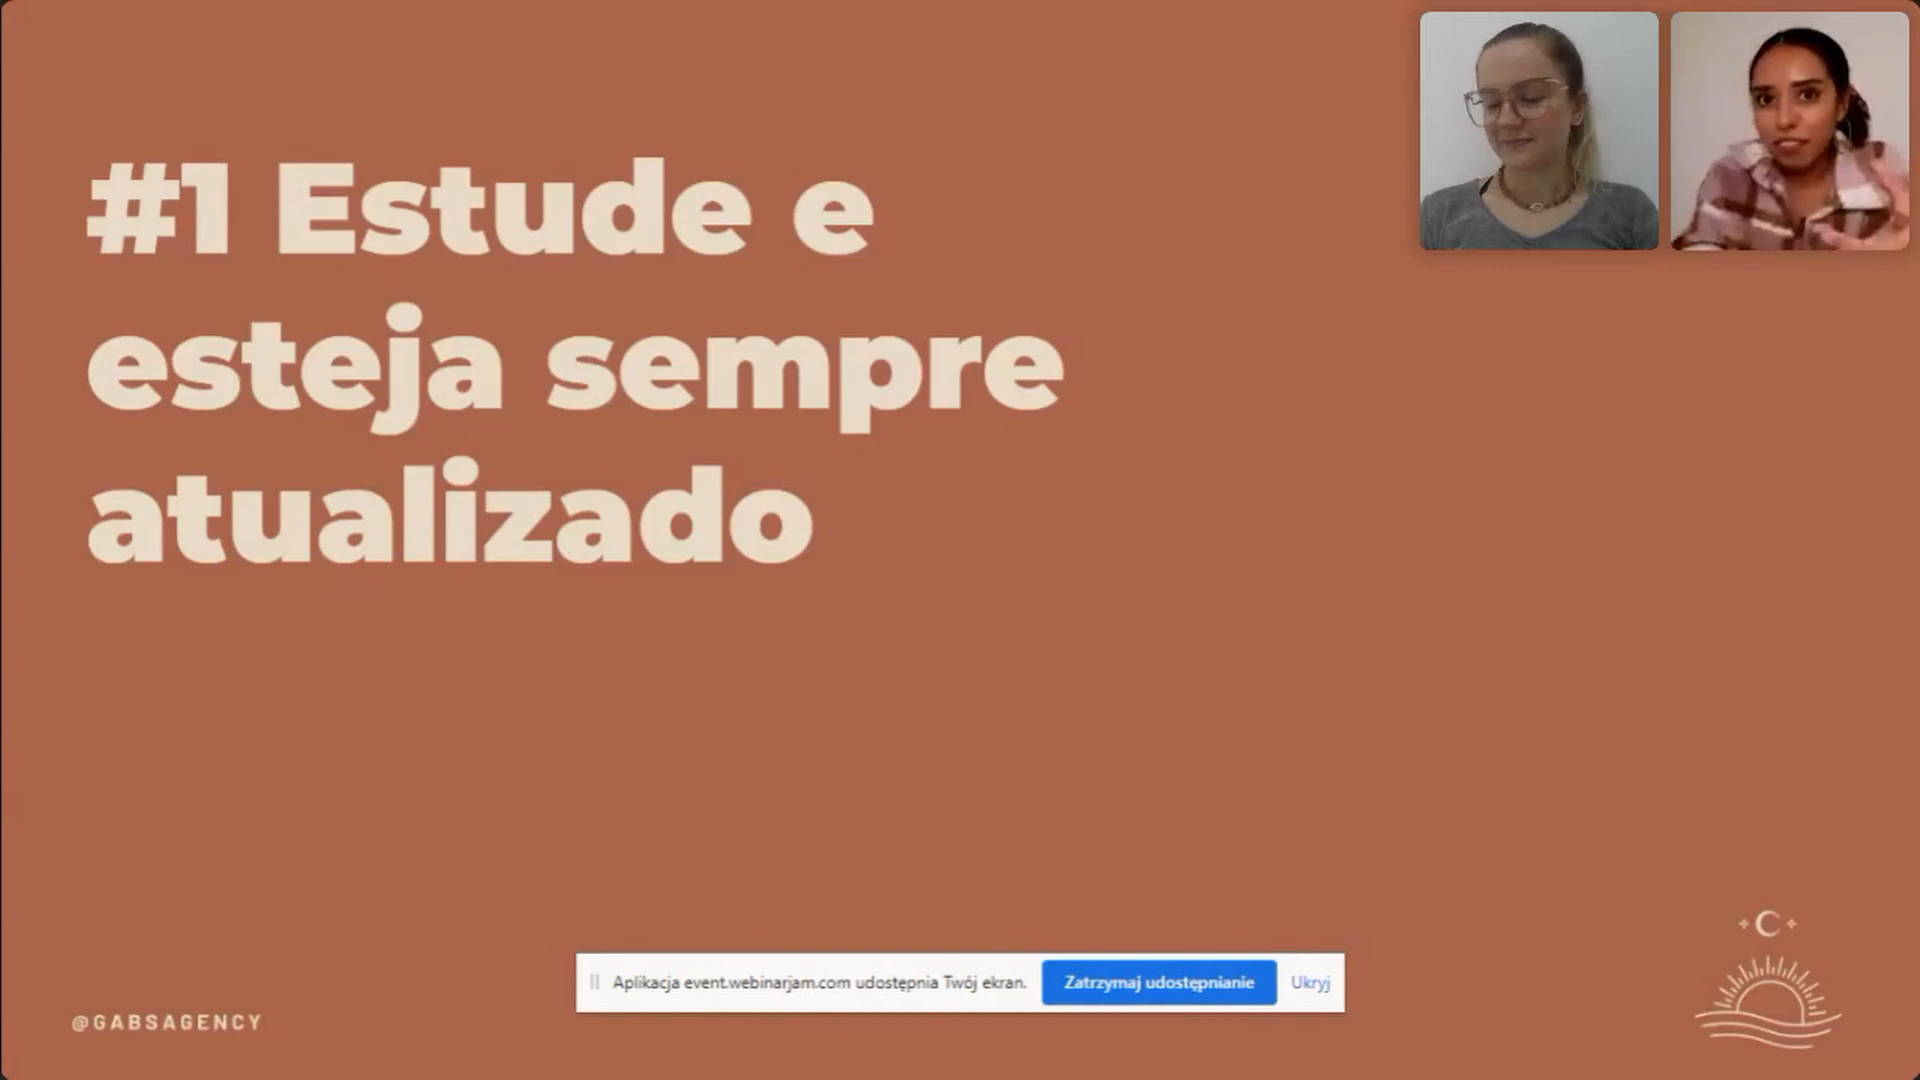 #1 Estude e
esteja sempre
atualizado
Aplikacja event.webinarjam.com udostępnia Twój ekran.
Zatrzymaj udostępnianie
Ukryj
@GABSAGENCY